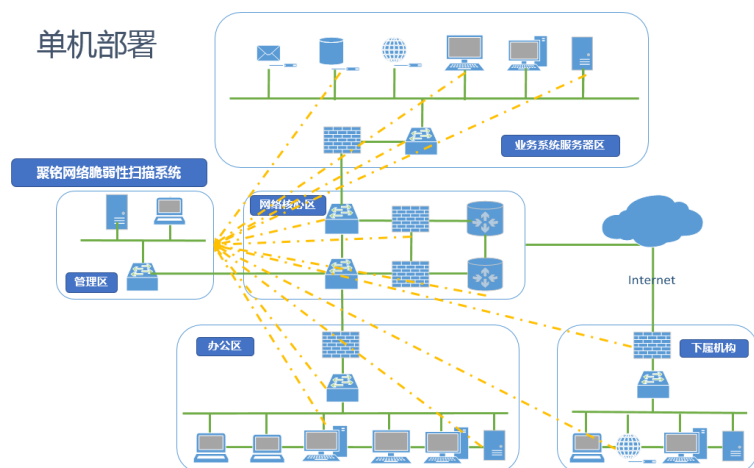 单机部署
业务系统服务器区
聚铭网络脆弱性扫描系统
网络核心区
管理区
Internet
办公区
下属机构